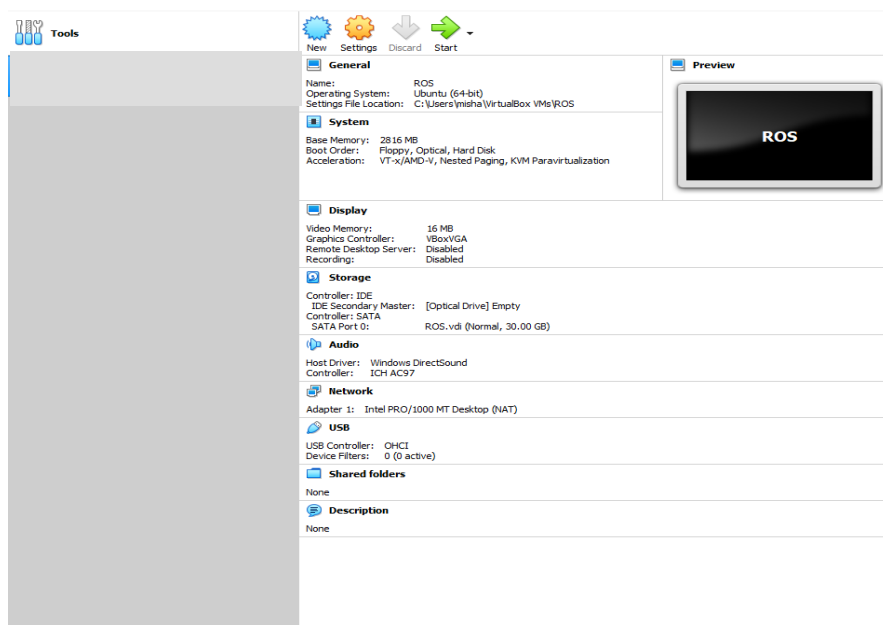 Tools
New Settings Discard Start
General
Name: ROS
Operating System: Ubuntu (64-bit)
Settings File Location: C:\Users\misha\VirtualBox VMs\ROS
Preview
ROS
System
Base Memory: 2816 MB
Boot Order: Floppy, Optical, Hard Disk
Acceleration: VT-x/AMD-V, Nested Paging, KVM Paravirtualization
Display
Video Memory: 16 MB
Graphics Controller: VBoxVGA
Remote Desktop Server: Disabled
Recording: Disabled
Storage
Controller: IDE
IDE Secondary Master: [Optical Drive] Empty
Controller: SATA
SATA Port 0: ROS.vdi (Normal, 30.00 GB)
Audio
Host Driver: Windows DirectSound
Controller: ICH AC97
Network
Adapter 1: Intel PRO/1000 MT Desktop (NAT)
USB
USB Controller: OHCI
Device Filters: 0 (0 active)
Shared folders
None
Description
None